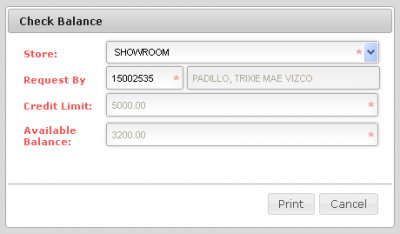 Check Balance
Store: SHOWROOM *
Request By 15002535 * PADILLO, TRIXIE MAE VIZCO
Credit Limit: 5000.00 *
Available Balance: 3200.00 *
Print Cancel